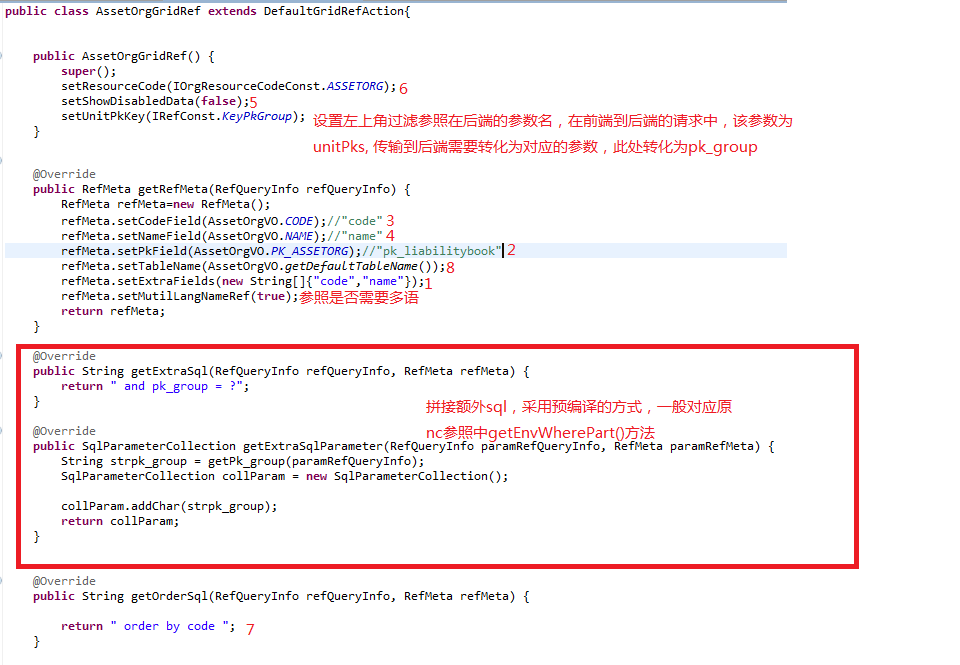 public class AssetOrgGridRef extends DefaultGridRefAction{
public AssetOrgGridRef() {
super();
setResourceCode(IOrgResourceCodeConst.ASSETORG);6
setShowDisabledData(false);5
setUnitPkKey(IRefConst.KeyPkGroup); 设置左上角过滤参照在后端的参数名，在前端到后端的请求中，该参数为
}
unitPks, 传输到后端需要转化为对应的参数，此处转化为pk_group
@Override
public RefMeta getRefMeta(RefQueryInfo refQueryInfo) {
RefMeta refMeta=new RefMeta();
refMeta.setCodeField(AssetOrgVO.CODE);//"code" 3
refMeta.setNameField(AssetOrgVO.NAME);//"name" 4
refMeta.setPkField(AssetOrgVO.PK_ASSETORG);//"pk_liabilitybook" 2
refMeta.setTableName(AssetOrgVO.getDefaultTableName());8
refMeta.setExtraFields(new String[]{"code","name"});1
refMeta.setMutilLangNameRef(true);参照是否需要多语
return refMeta;
}
@Override
public String getExtraSql(RefQueryInfo refQueryInfo, RefMeta refMeta) {
return " and pk_group = ?";
}
拼接额外sql，采用预编译的方式，一般对应原
nc参照中getEnvWherePart()方法
@Override
public SqlParameterCollection getExtraSqlParameter(RefQueryInfo paramRefQueryInfo, RefMeta paramRefMeta) {
String strpk_group = getPk_group(paramRefQueryInfo);
SqlParameterCollection collParam = new SqlParameterCollection();
collParam.addChar(strpk_group);
return collParam;
}
@Override
public String getOrderSql(RefQueryInfo refQueryInfo, RefMeta refMeta) {
return " order by code "; 7
}